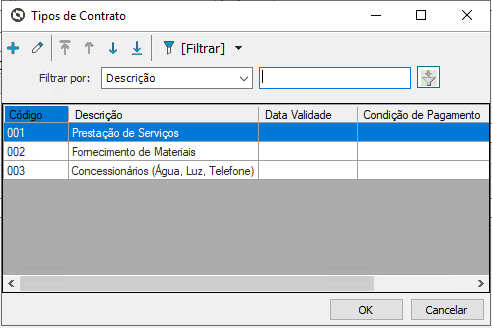 Tipos de Contrato
[Filtrar]
Filtrar por: Descrição
Código Descrição Data Validade Condição de Pagamento
001 Prestação de Serviços
002 Fornecimento de Materiais
003 Concessionários (Água, Luz, Telefone)
OK Cancelar